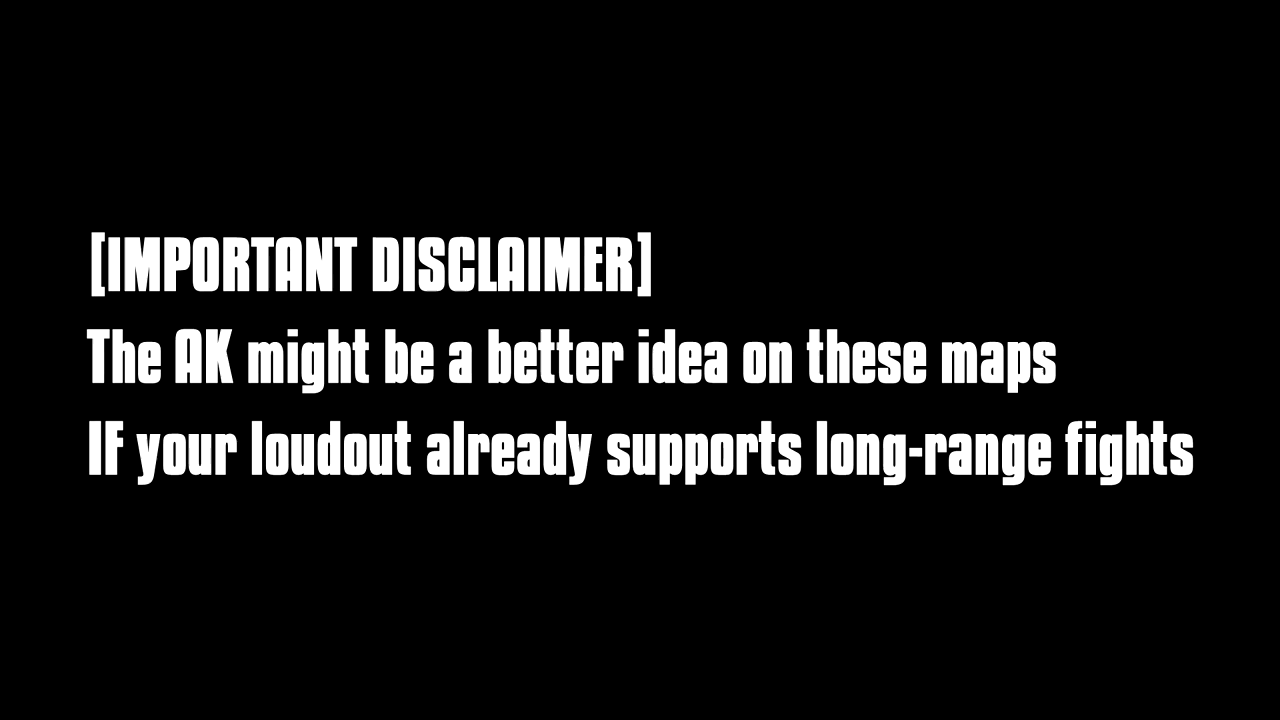 [IMPORTANT DISCLAIMER]
The AK might be a better idea on these maps
IF your loudout already supports long-range fights